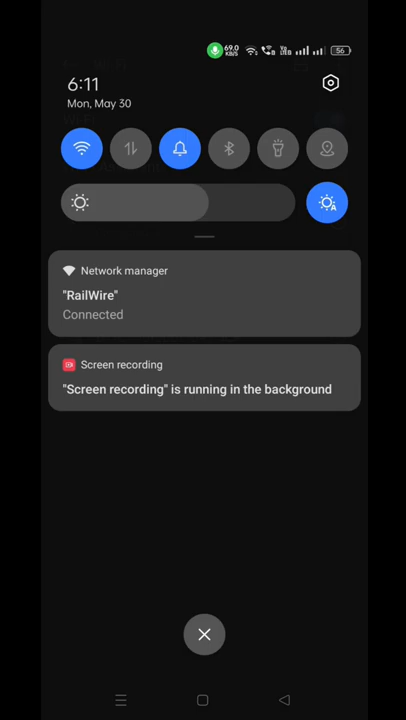 69.0
KB/S
56
6:11
Mon, May 30
A
Network manager
"RailWire"
Connected
Screen recording
"Screen recording" is running in the background